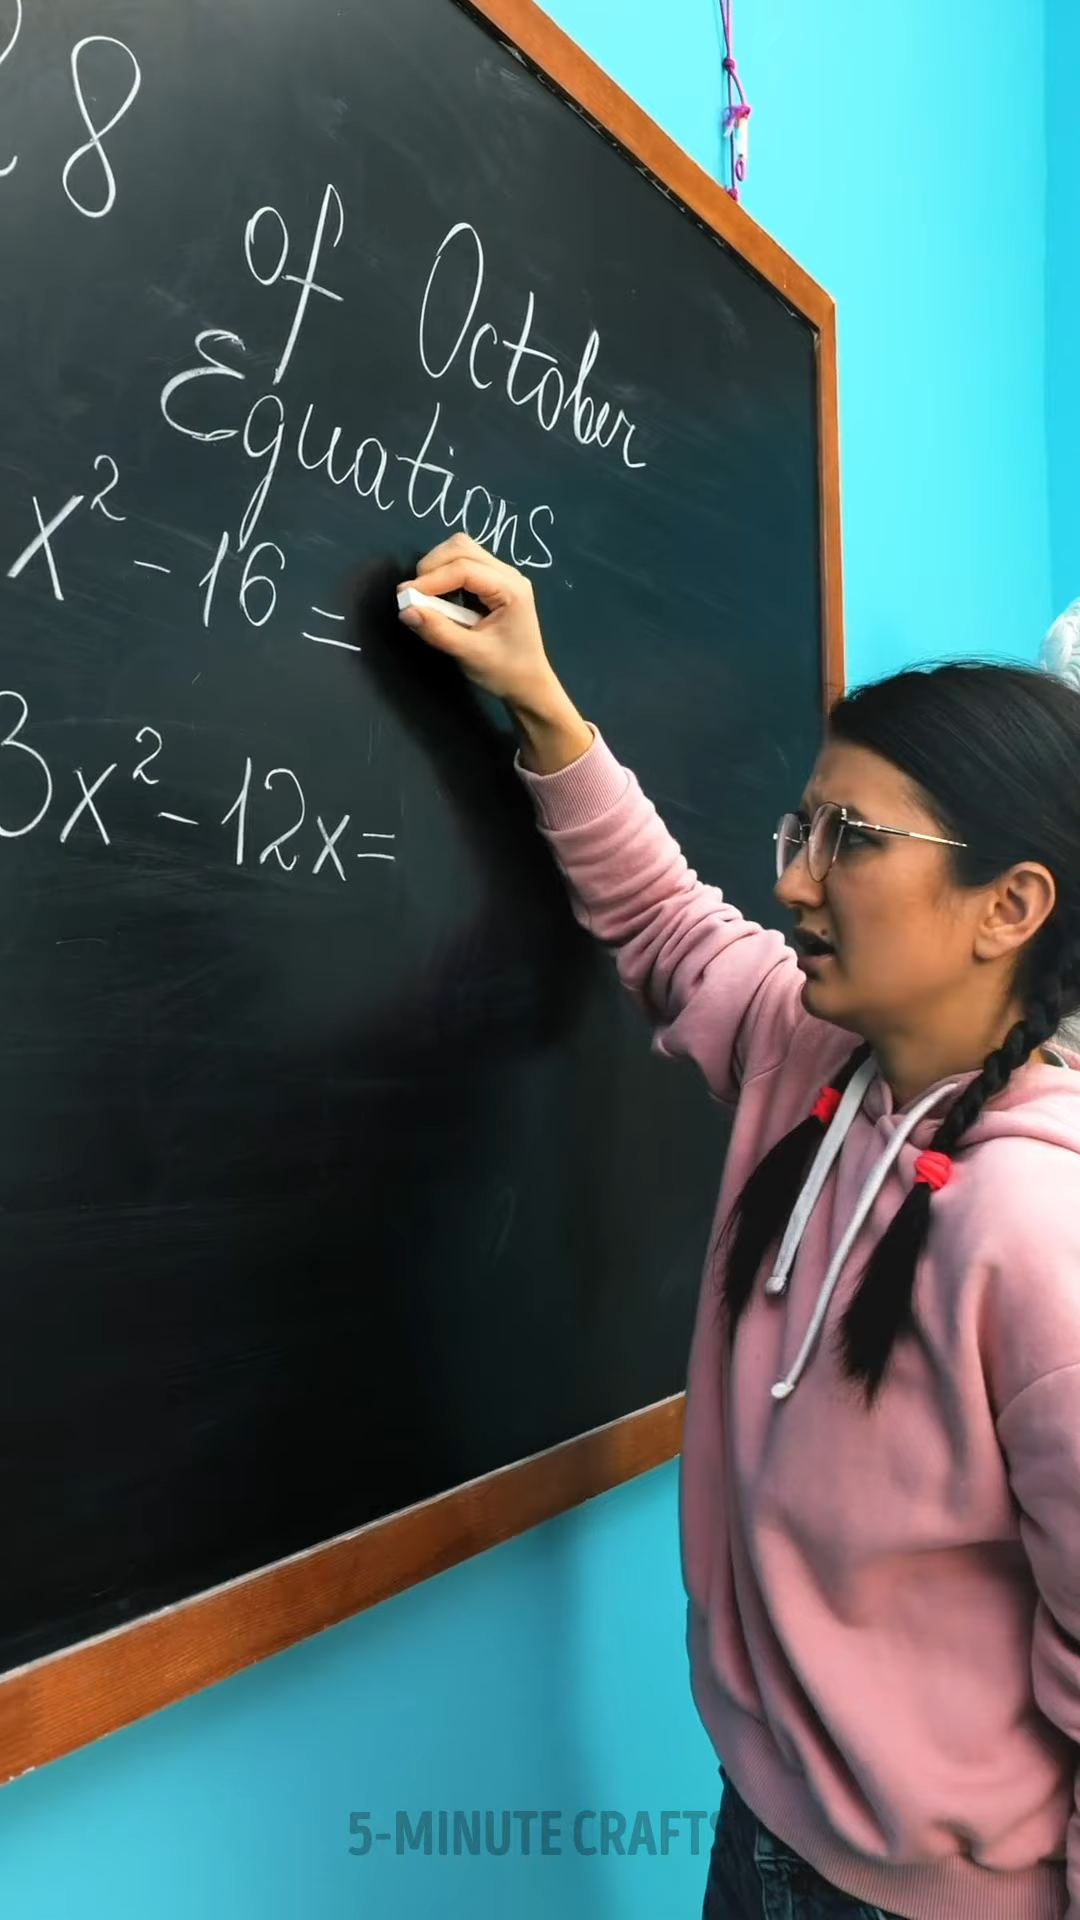 28
of October
Equations
x² - 16 =
3x² - 12x =
5-MINUTE CRAFTS